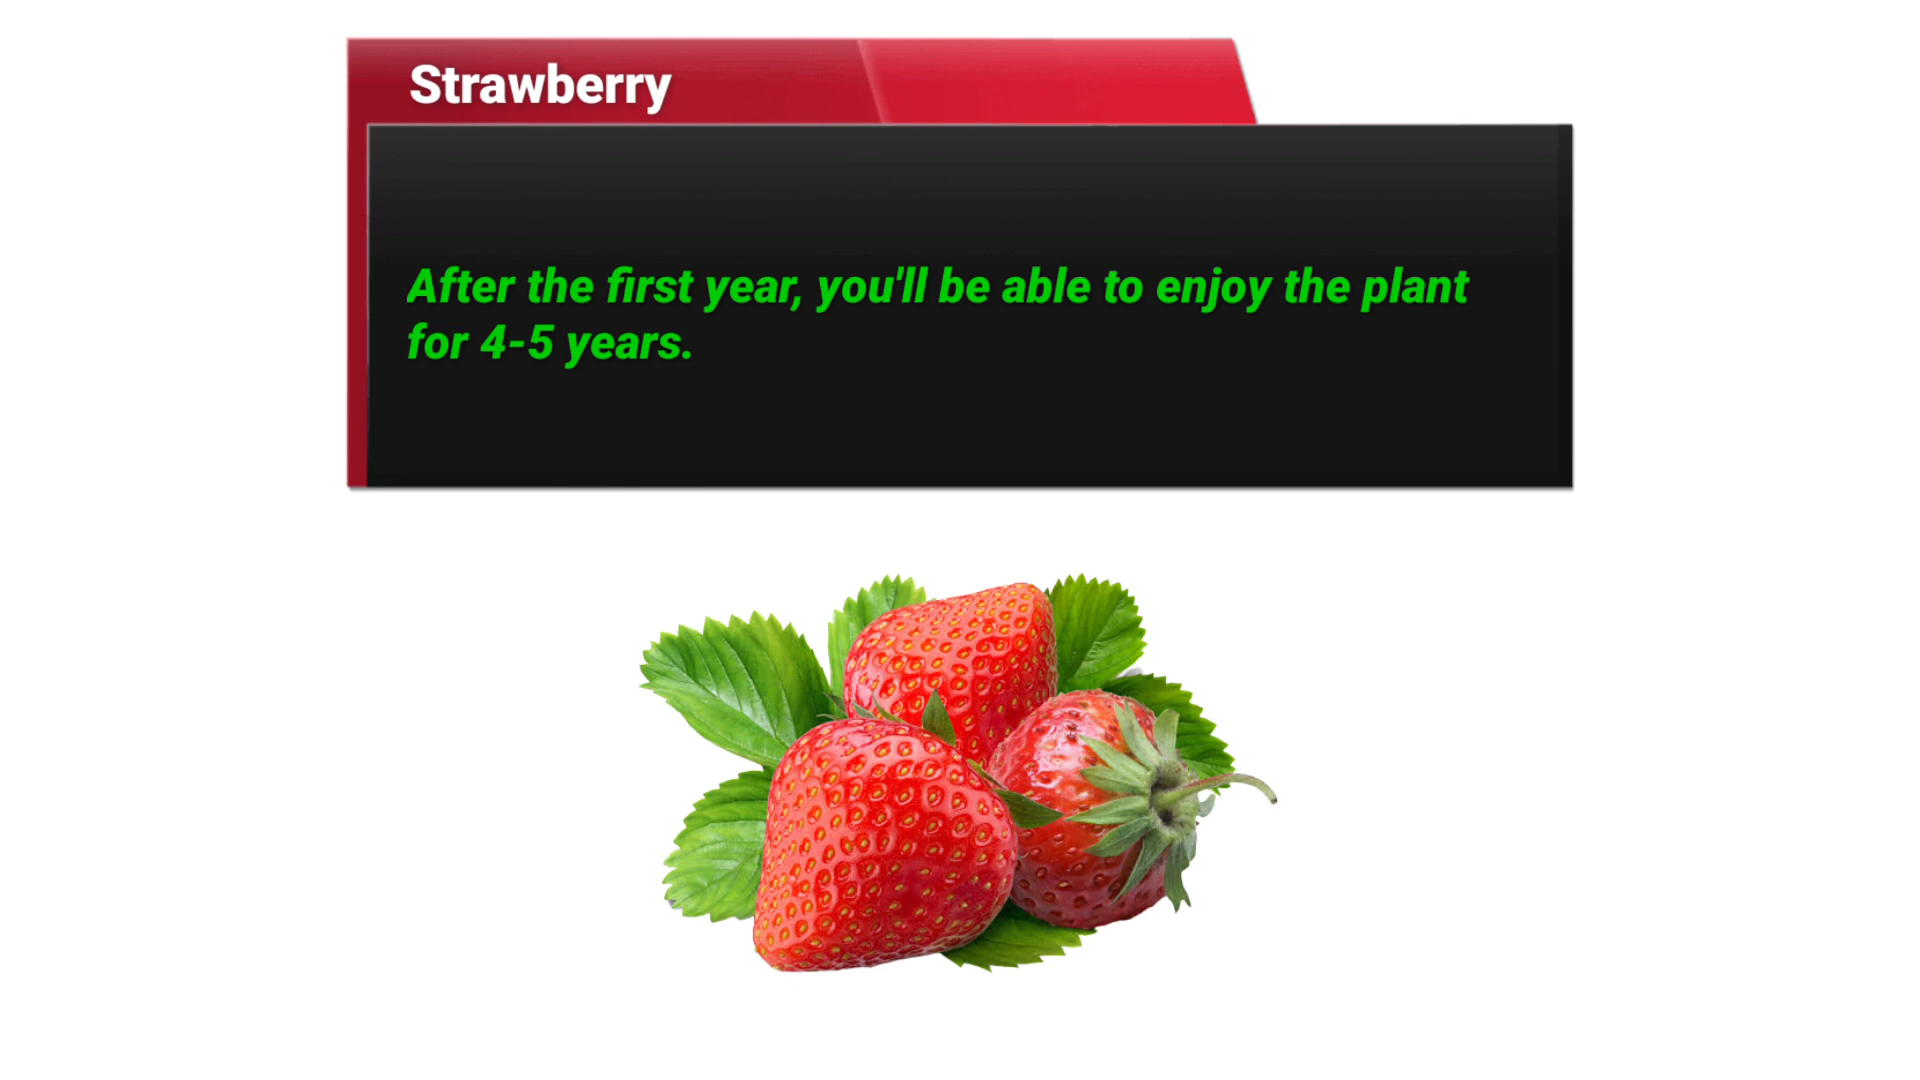 Strawberry
After the first year, you'll be able to enjoy the plant
for 4-5 years.